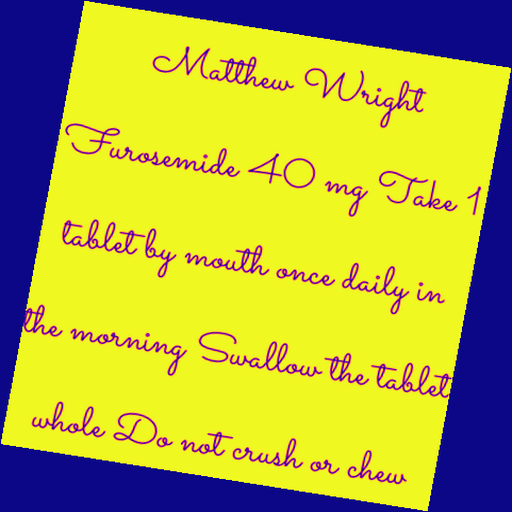 Matthew Wright
Furosemide 40 mg Take 1
tablet by mouth once daily in
the morning Swallow the tablet
whole Do not crush or chew